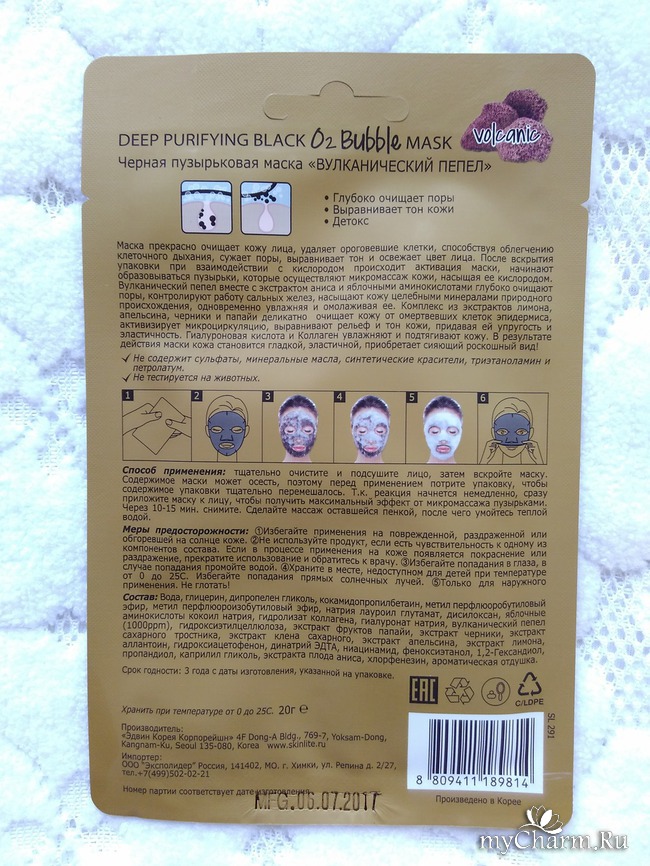 DEEP PURIFYING BLACK O2 Bubble MASK
volcanic
Черная пузырьковая маска «ВУЛКАНИЧЕСКИЙ ПЕПЕЛ»
• Глубоко очищает поры
• Выравнивает тон кожи
• Детокс
Маска прекрасно очищает кожу лица, удаляет ороговевшие клетки, способствуя облегчению
клеточного дыхания, сужает поры, выравнивает тон и освежает цвет лица. После вскрытия
упаковки при взаимодействии с кислородом происходит активация маски, начинают
образовываться пузырьки, которые осуществляют микромассаж кожи, насыщая ее кислородом.
Вулканический пепел вместе с экстрактом аниса и яблочными аминокислотами глубоко очищают
поры, контролируют работу сальных желез, насыщают кожу целебными минералами природного
происхождения, одновременно увлажняя и омолаживая её. Комплекс из экстрактов лимона,
апельсина, черники и папайи деликатно очищает кожу от омертвевших клеток эпидермиса,
активизирует микроциркуляцию, выравнивают рельеф и тон кожи, придавая ей упругость и
эластичность. Гиалуроновая кислота и Коллаген увлажняют и подтягивают кожу. В результате
действия маски кожа становится гладкой, эластичной, приобретает сияющий роскошный вид!
✓ Не содержит сульфаты, минеральные масла, синтетические красители, триэтаноламин и
петролатум.
✓ Не тестируется на животных.
1 2 3 4 5 6
Способ применения: тщательно очистите и подсушите лицо, затем вскройте маску.
Содержимое маски может осесть, поэтому перед применением потрите упаковку, чтобы
содержимое упаковки тщательно перемешалось. Т.к. реакция начнется немедленно, сразу
приложите маску к лицу, чтобы получить максимальный эффект от микромассажа пузырьками.
Через 10-15 мин. снимите. Сделайте массаж оставшейся пенкой, после чего умойтесь теплой
водой.
Меры предосторожности: ①Избегайте применения на поврежденной, раздраженной или
обгоревшей на солнце коже. ②Не используйте продукт, если есть чувствительность к одному из
компонентов состава. Если в процессе применения на коже появляется покраснение или
раздражение, прекратите использование и обратитесь к врачу. ③Избегайте попадания в глаза, в
случае попадания промойте водой. ④Храните в месте, недоступном для детей при температуре
от 0 до 25С. Избегайте попадания прямых солнечных лучей. ⑤Только для наружного
применения. Не глотать!
Состав: Вода, глицерин, дипропелен гликоль, кокамидопропилбетаин, метил перфлюоробутиловый
эфир, метил перфлюороизобутиловый эфир, натрия лауроил глутамат, дисилоксан, яблочные
аминокислоты кокоил натрия, гидролизат коллагена, гиалуронат натрия, вулканический пепел
(1000ppm), гидроксиэтилцеллюлоза, экстракт фруктов папайи, экстракт черники, экстракт
сахарного тростника, экстракт клена сахарного, экстракт апельсина, экстракт лимона,
аллантоин, гидроксиацетофенон, динатрий ЭДТА, ниацинамид, феноксиэтанол, 1,2-Гександиол,
пропандиол, каприлил гликоль, экстракта плода аниса, хлорфенезин, ароматическая отдушка.
Срок годности: 3 года с даты изготовления, указанной на упаковке.
EAC
C/LDPE
Хранить при температуре от 0 до 25С. 20г ℮
SL 291
Производитель:
«Эдвин Корея Корпорейшн» 4F Dong-A Bldg., 769-7, Yoksam-Dong,
Kangnam-Ku, Seoul 135-080, Korea www.skinlite.ru
Импортер:
ООО "Эксполидер" Россия, 141402, МО. г. Химки, ул. Репина д. 2/27,
тел.+7(499)502-02-21
8 809411 189814
Номер партии соответствует дате изготовления.
Произведено в Корее
MFG.06.07.2017
myCharm.Ru